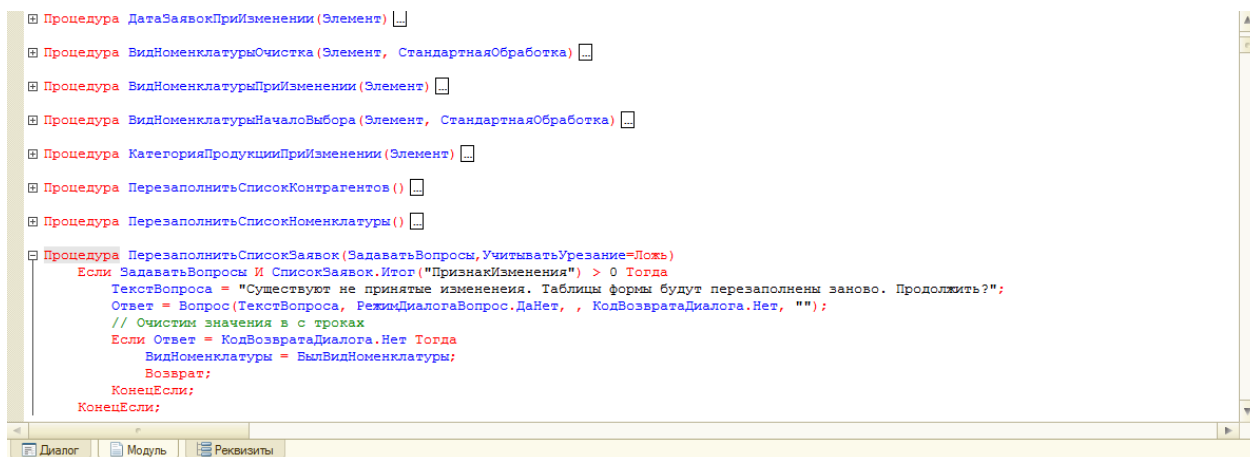 Процедура ДатаЗаявокПриИзменении(Элемент) ...
Процедура ВидНоменклатурыОчистка(Элемент, СтандартнаяОбработка) ...
Процедура ВидНоменклатурыПриИзменении(Элемент) ...
Процедура ВидНоменклатурыНачалоВыбора(Элемент, СтандартнаяОбработка) ...
Процедура КатегорияПродукцииПриИзменении(Элемент) ...
Процедура ПерезаполнитьСписокКонтрагентов() ...
Процедура ПерезаполнитьСписокНоменклатуры() ...
Процедура ПерезаполнитьСписокЗаявок(ЗадаватьВопросы,УчитыватьУрезание=Ложь)
Если ЗадаватьВопросы И СписокЗаявок.Итог("ПризнакИзменения") > 0 Тогда
ТекстВопроса = "Существуют не принятые измененеия. Таблицы формы будут перезаполнены заново. Продолжить?";
Ответ = Вопрос(ТекстВопроса, РежимДиалогаВопрос.ДаНет, , КодВозвратаДиалога.Нет, "");
// Очистим значения в с троках
Если Ответ = КодВозвратаДиалога.Нет Тогда
ВидНоменклатуры = БылВидНоменклатуры;
Возврат;
КонецЕсли;
КонецЕсли;
Диалог Модуль Реквизиты